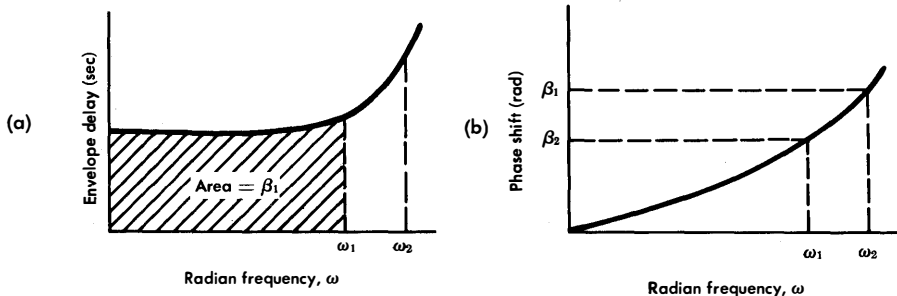 (a)
Envelope delay (sec)
Area = β₁
ω₁
ω₂
Radian frequency, ω
(b)
Phase shift (rad)
β₁
β₂
ω₁
ω₂
Radian frequency, ω